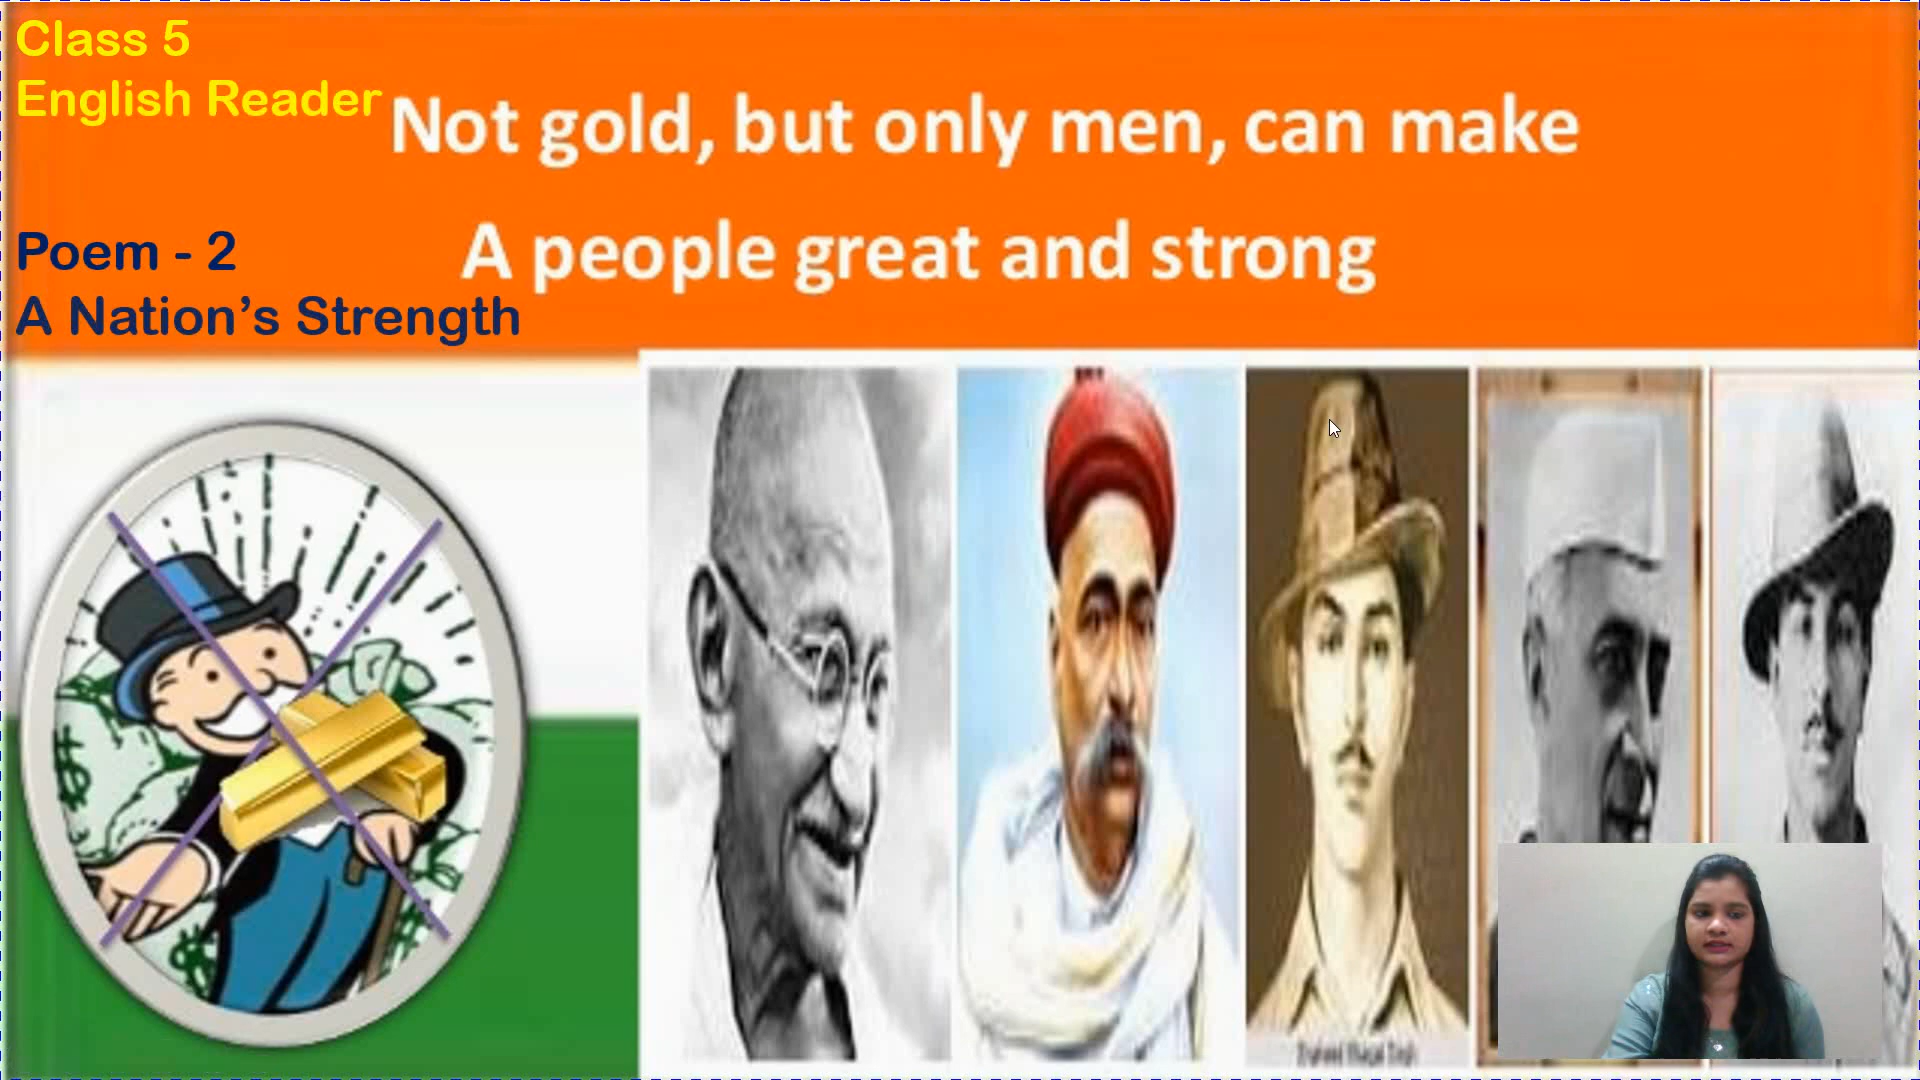 Class 5
English Reader
Not gold, but only men, can make
A people great and strong
Poem - 2
A Nation's Strength